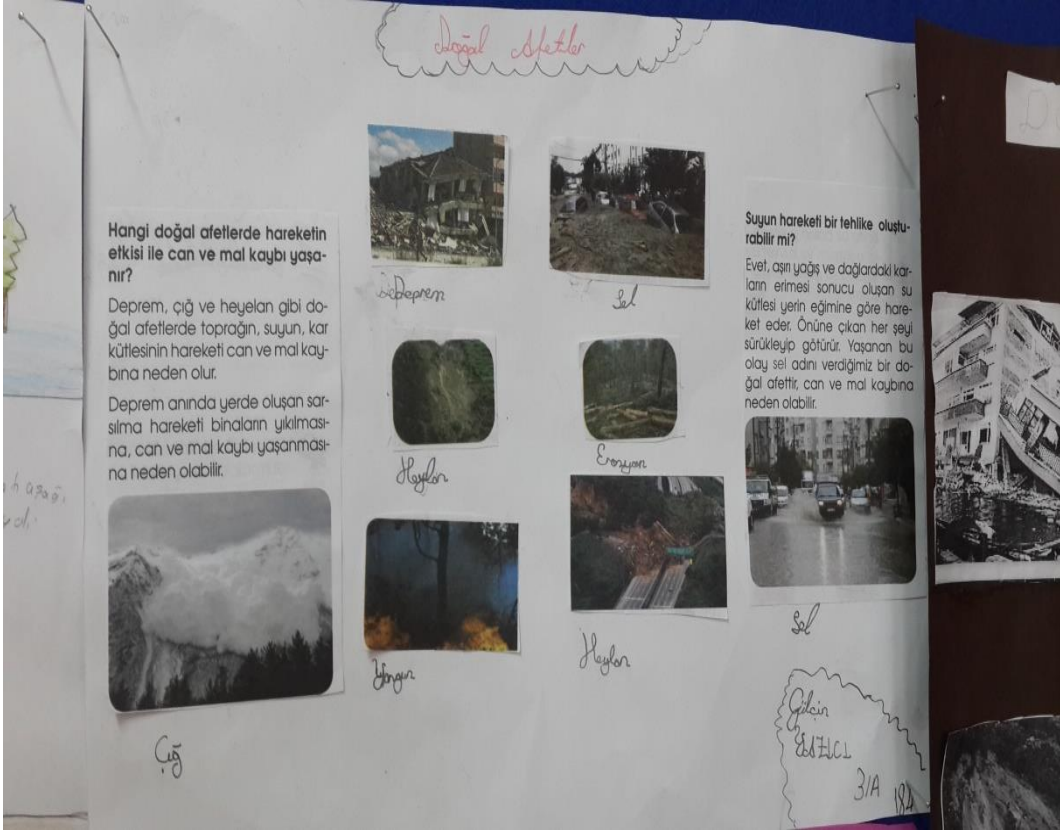 Doğal Afetler
Hangi doğal afetlerde hareketin
etkisi ile can ve mal kaybı yaşa-
nır?
Deprem, çığ ve heyelan gibi do-
ğal afetlerde toprağın, suyun, kar
kütlesinin hareketi can ve mal kay-
bına neden olur.
Deprem anında yerde oluşan sar-
sılma hareketi binaların yıkılması-
na, can ve mal kaybı yaşanması-
na neden olabilir.
Çığ
Deprem
Sel
Heylan
Erozyon
Yangın
Heylan
Suyun hareketi bir tehlike oluştu-
rabilir mi?
Evet, aşırı yağış ve dağlardaki kar-
ların erimesi sonucu oluşan su
kütlesi yerin eğimine göre hare-
ket eder. Önüne çıkan her şeyi
sürükleyip götürür. Yaşanan bu
olay sel adını verdiğimiz bir do-
ğal afettir, can ve mal kaybına
neden olabilir.
Sel
Gülçin
YAZICI
3/A
184
D